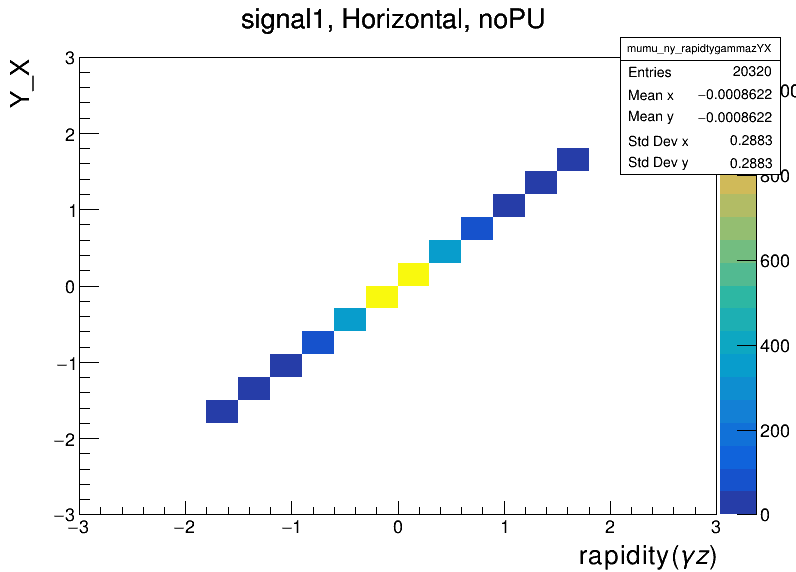 signal1, Horizontal, noPU
mumu_ny_rapidtygammazYX
Entries 20320
Mean x −0.0008622
Mean y −0.0008622
Std Dev x 0.2883
Std Dev y 0.2883
Y_X
3
2
1
0
−1
−2
−3
−3 −2 −1 0 1 2 3
rapidity(γz)
800
600
400
200
0